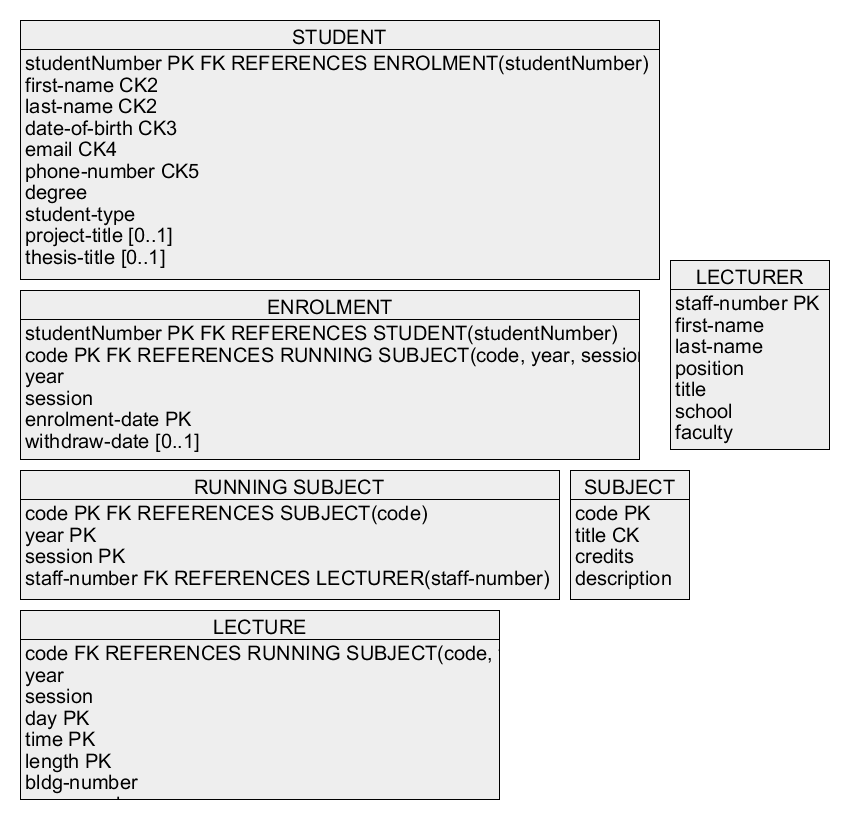 STUDENT
studentNumber PK FK REFERENCES ENROLMENT(studentNumber)
first-name CK2
last-name CK2
date-of-birth CK3
email CK4
phone-number CK5
degree
student-type
project-title [0..1]
thesis-title [0..1]
LECTURER
staff-number PK
first-name
last-name
position
title
school
faculty
ENROLMENT
studentNumber PK FK REFERENCES STUDENT(studentNumber)
code PK FK REFERENCES RUNNING SUBJECT(code, year,
year
session
enrolment-date PK
withdraw-date [0..1]
RUNNING SUBJECT
code PK FK REFERENCES SUBJECT(code)
year PK
session PK
staff-number FK REFERENCES LECTURER(staff-number)
SUBJECT
code PK
title CK
credits
description
LECTURE
code FK REFERENCES RUNNING SUBJECT(code,
year
session
day PK
time PK
length PK
bldg-number